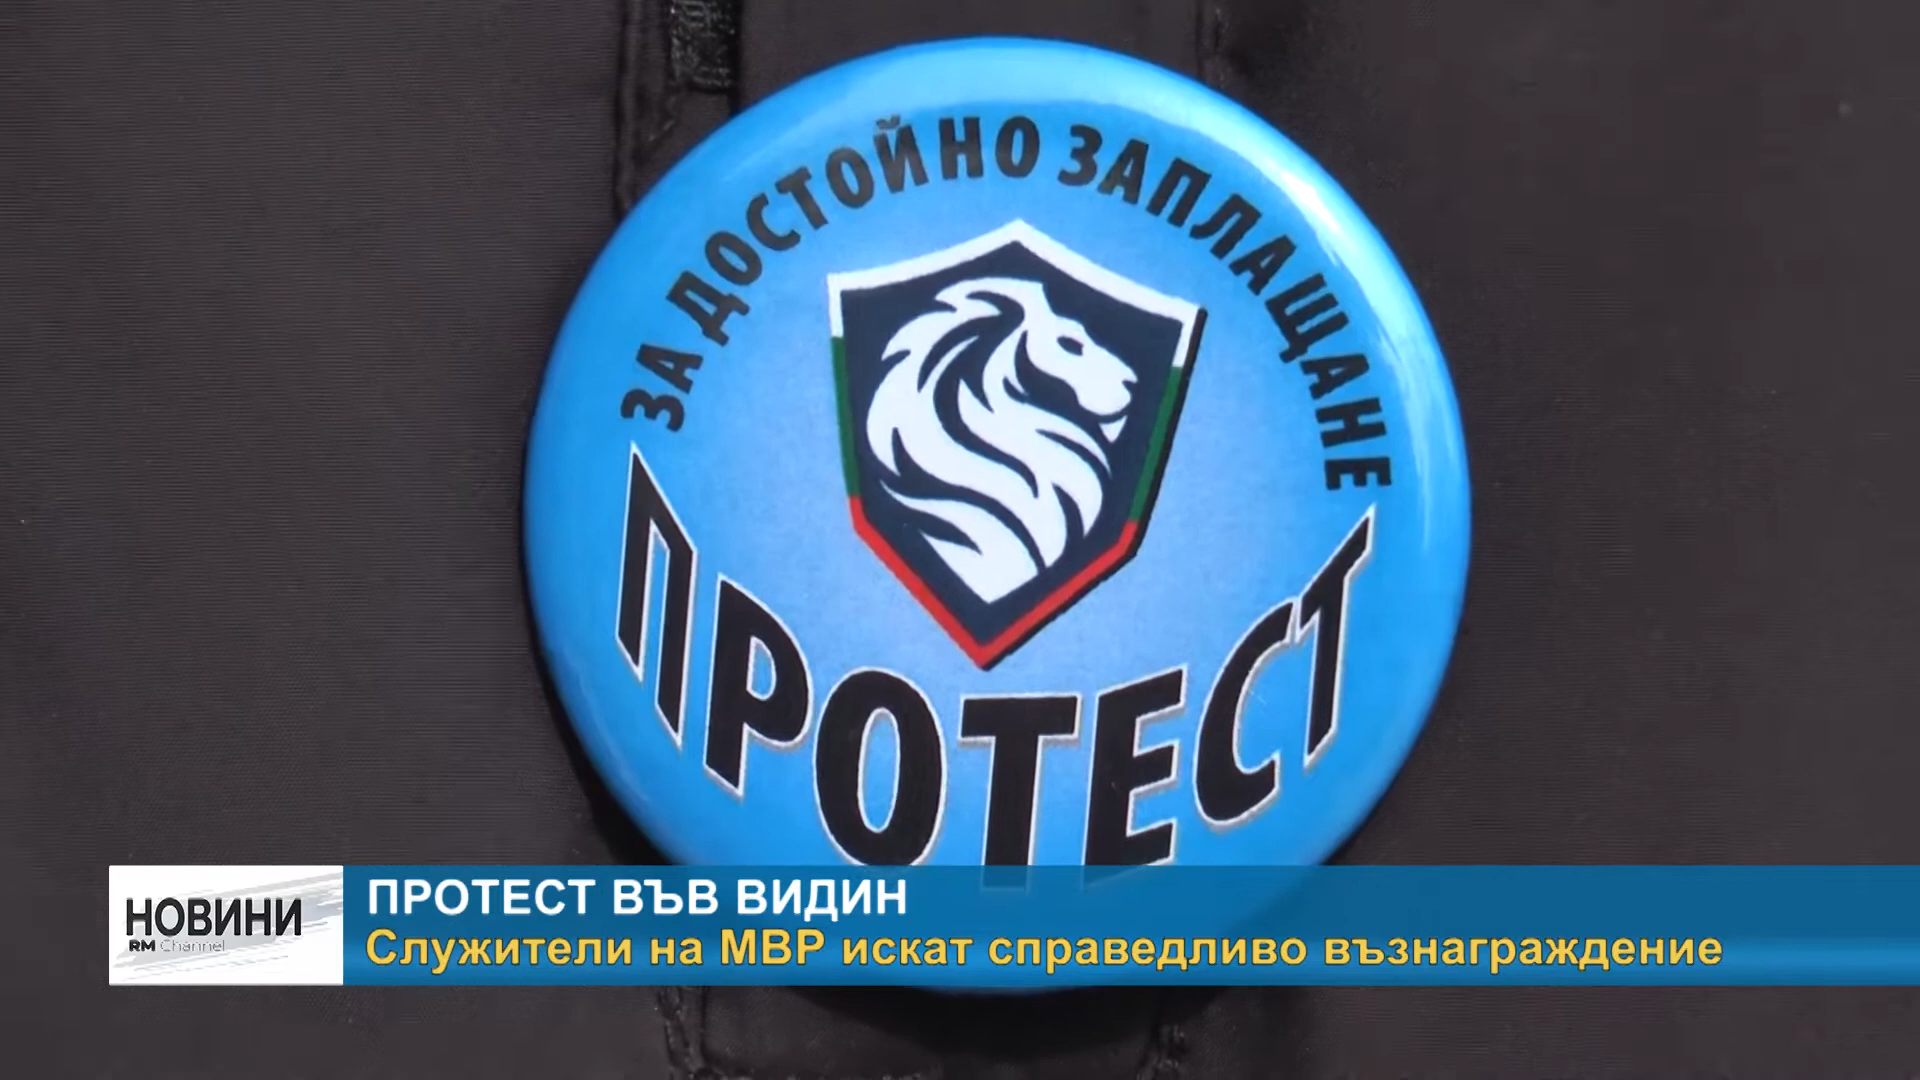 ЗА ДОСТОЙНО ЗАПЛАЩАНЕ
ПРОТЕСТ
НОВИНИ
RM Channel
ПРОТЕСТ ВЪВ ВИДИН
Служители на МВР искат справедливо възнаграждение